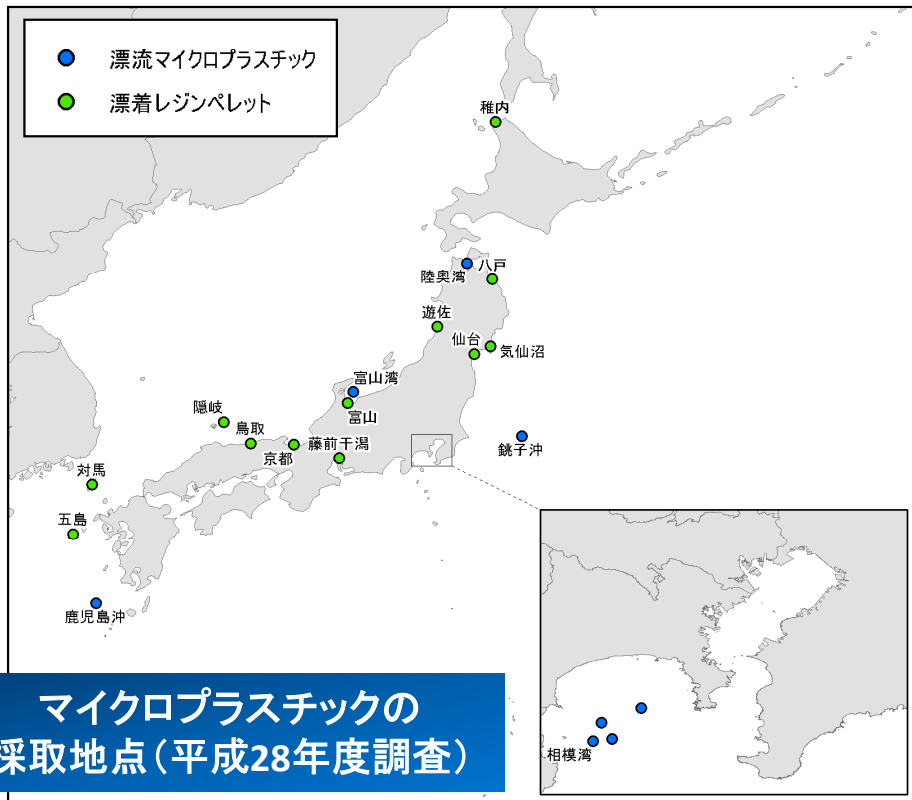 漂流マイクロプラスチック
漂着レジンペレット
稚内
陸奥湾
八戸
遊佐
仙台
気仙沼
富山湾
富山
隠岐
鳥取
京都
藤前干潟
銚子沖
対馬
五島
鹿児島沖
相模湾
マイクロプラスチックの
採取地点(平成28年度調査)